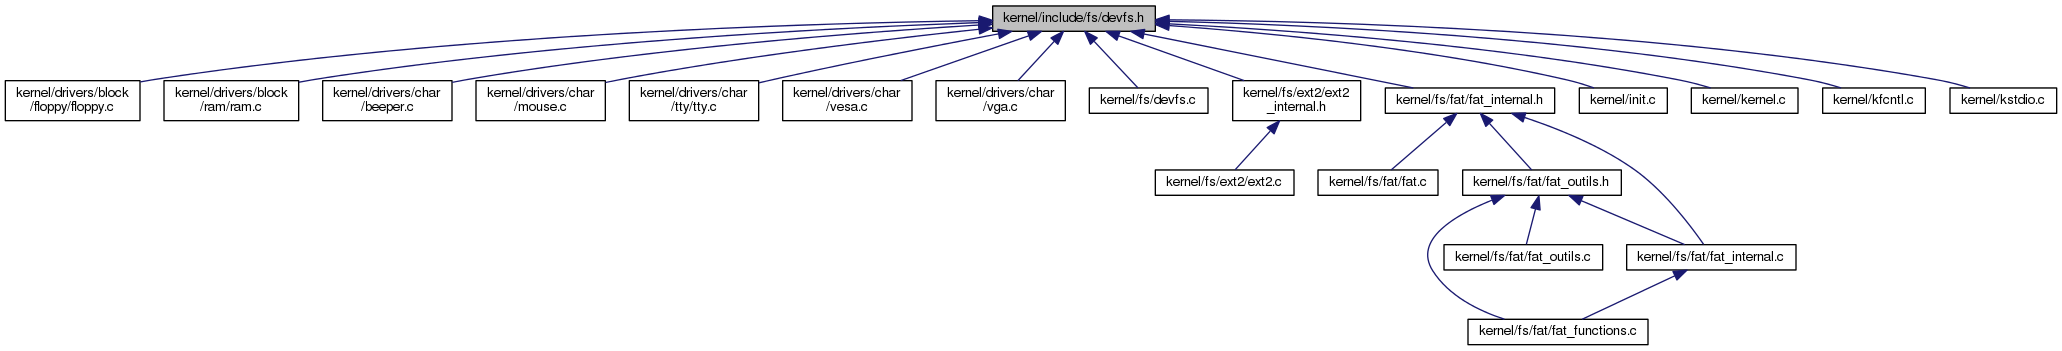 kernel/include/fs/devfs.h
kernel/drivers/block
/floppy/floppy.c
kernel/drivers/block
/ram/ram.c
kernel/drivers/char
/beeper.c
kernel/drivers/char
/mouse.c
kernel/drivers/char
/tty/tty.c
kernel/drivers/char
/vesa.c
kernel/drivers/char
/vga.c
kernel/fs/devfs.c
kernel/fs/ext2/ext2
_internal.h
kernel/fs/fat/fat_internal.h
kernel/init.c
kernel/kernel.c
kernel/kfcntl.c
kernel/kstdio.c
kernel/fs/ext2/ext2.c
kernel/fs/fat/fat.c
kernel/fs/fat/fat_outils.h
kernel/fs/fat/fat_outils.c
kernel/fs/fat/fat_internal.c
kernel/fs/fat/fat_functions.c